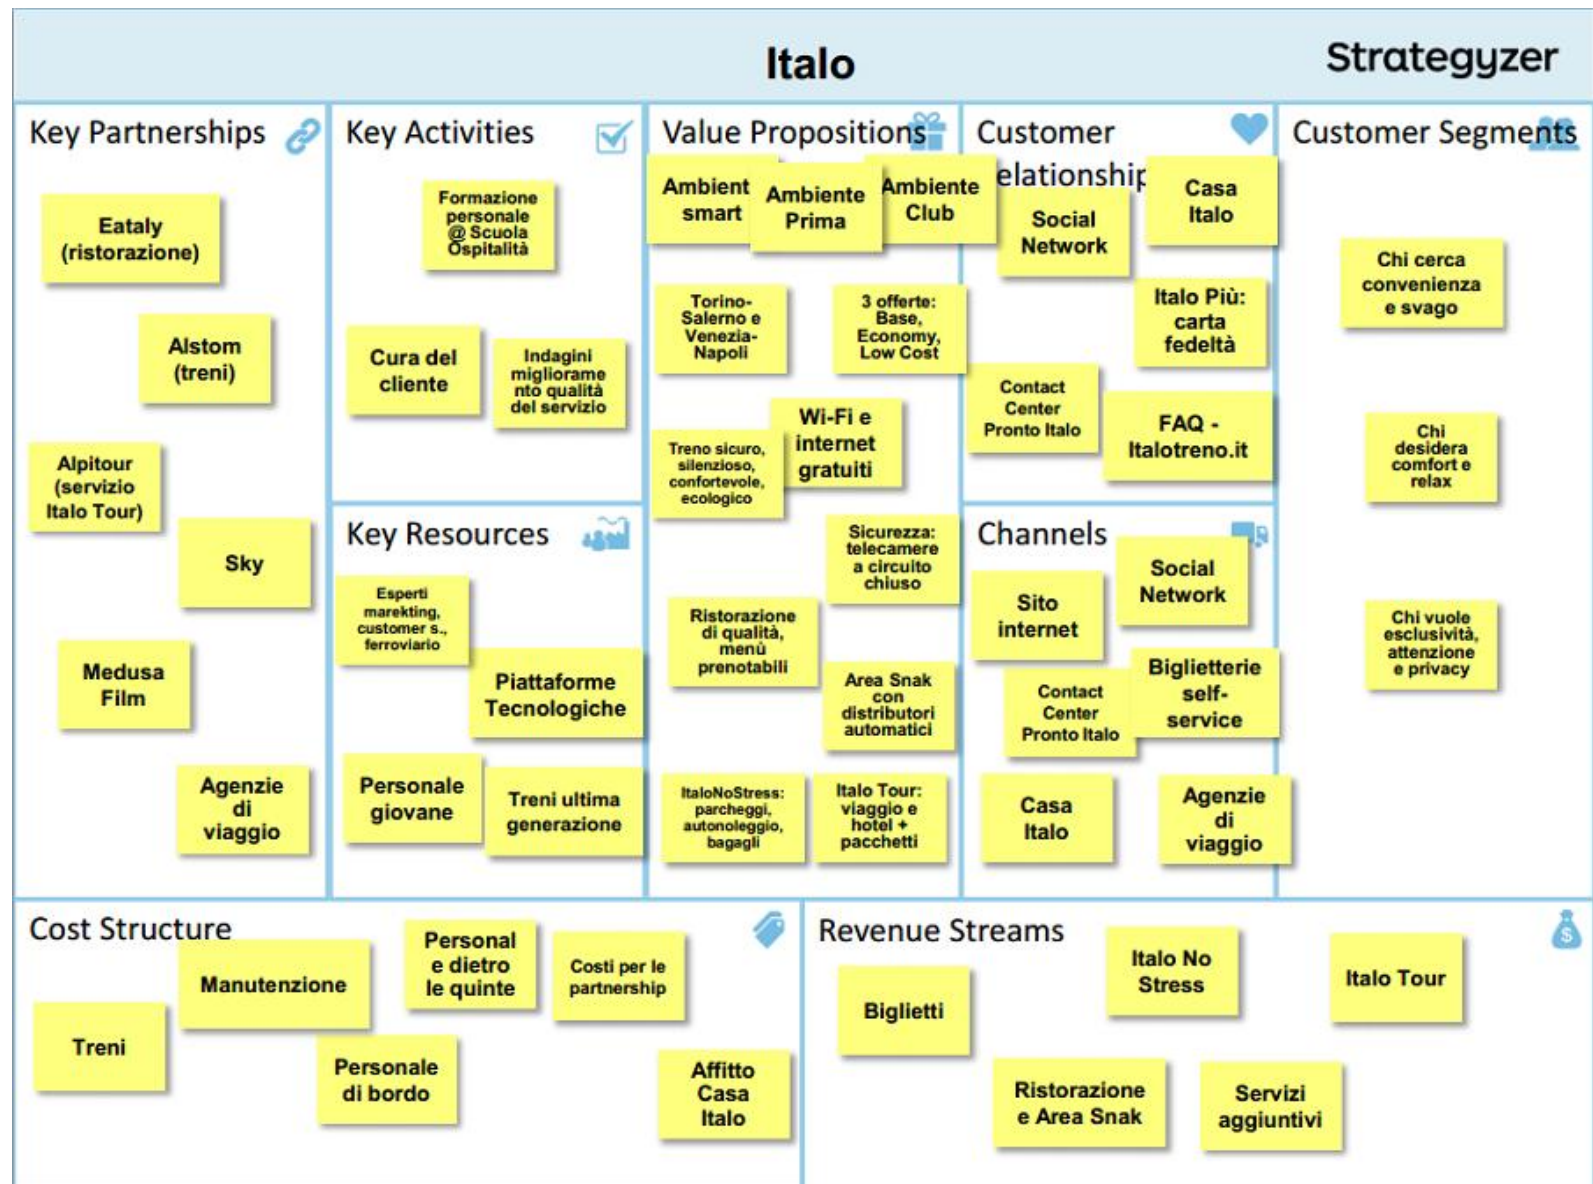 Italo
Strategyzer
Key Partnerships
Eataly
(ristorazione)
Alstom
(treni)
Alpitour
(servizio
Italo Tour)
Sky
Medusa
Film
Agenzie
di
viaggio
Key Activities
Formazione
personale
@ Scuola
Ospitalità
Cura del
cliente
Indagini
migliorame
nto qualità
del servizio
Key Resources
Esperti
marekting,
customer s.,
ferroviario
Piattaforme
Tecnologiche
Personale
giovane
Treni ultima
generazione
Value Propositions
Ambient
smart
Ambiente
Prima
Ambiente
Club
Torino-
Salerno e
Venezia-
Napoli
3 offerte:
Base,
Economy,
Low Cost
Wi-Fi e
internet
gratuiti
Treno sicuro,
silenzioso,
confortevole,
ecologico
Sicurezza:
telecamere
a circuito
chiuso
Ristorazione
di qualità,
menù
prenotabili
Area Snak
con
distributori
automatici
ItaloNoStress:
parcheggi,
autonoleggio,
bagagli
Italo Tour:
viaggio e
hotel +
pacchetti
Customer
elationship
Social
Network
Casa
Italo
Italo Più:
carta
fedeltà
Contact
Center
Pronto Italo
FAQ -
Italotreno.it
Channels
Social
Network
Sito
internet
Biglietterie
self-
service
Contact
Center
Pronto Italo
Casa
Italo
Agenzie
di
viaggio
Customer Segments
Chi cerca
convenienza
e svago
Chi
desidera
comfort e
relax
Chi vuole
esclusività,
attenzione
e privacy
Cost Structure
Treni
Manutenzione
Personal
e dietro
le quinte
Costi per le
partnership
Personale
di bordo
Affitto
Casa
Italo
Revenue Streams
Biglietti
Italo No
Stress
Italo Tour
Ristorazione
e Area Snak
Servizi
aggiuntivi